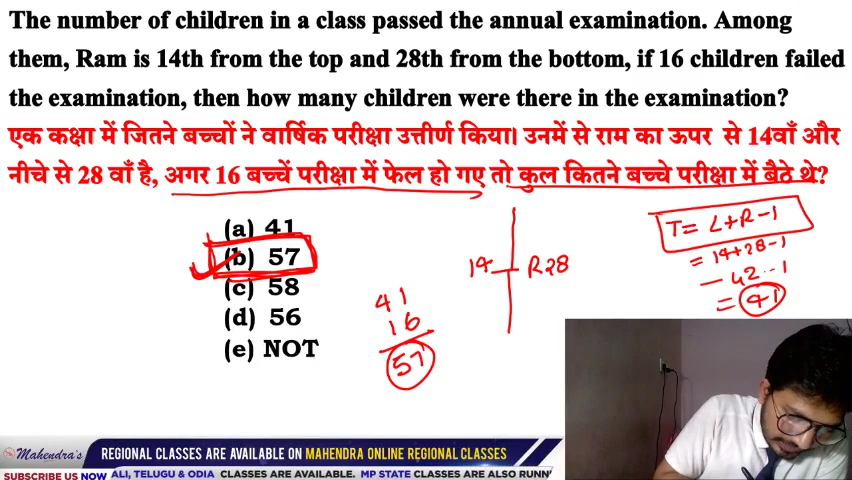 The number of children in a class passed the annual examination. Among
them, Ram is 14th from the top and 28th from the bottom, if 16 children failed
the examination, then how many children were there in the examination?
एक कक्षा में जितने बच्चों ने वार्षिक परीक्षा उत्तीर्ण किया। उनमें से राम का ऊपर से 14वाँ और
नीचे से 28 वाँ है, अगर 16 बच्चें परीक्षा में फेल हो गए तो कुल कितने बच्चे परीक्षा में बैठे थे?
(a) 41
(b) 57
(c) 58
(d) 56
(e) NOT
14 R28
41
16
57
T= L+R-1
= 14+28-1
- 42-1
= 41
Mahendra's
REGIONAL CLASSES ARE AVAILABLE ON MAHENDRA ONLINE REGIONAL CLASSES
SUBSCRIBE US NOW ALI, TELUGU & ODIA CLASSES ARE AVAILABLE. MP STATE CLASSES ARE ALSO RUNN